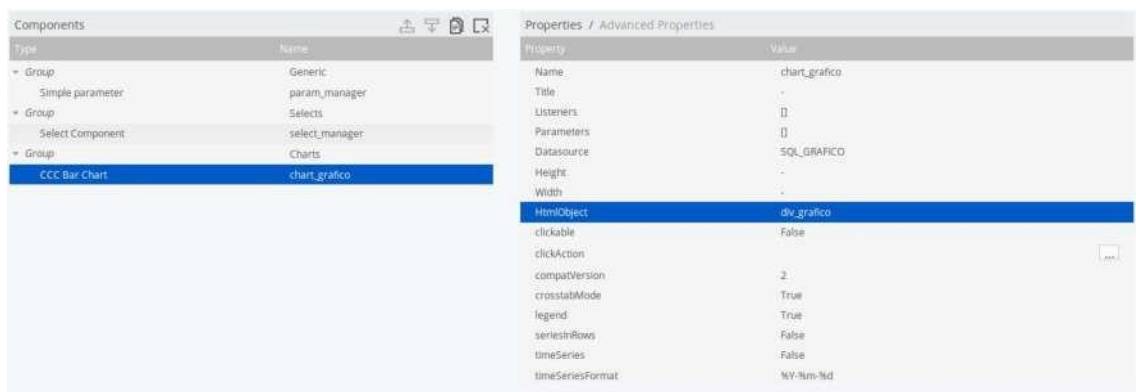 Components
Type Name
Group Generic
Simple parameter param_manager
Group Selects
Select Component select_manager
Group Charts
CCC Bar Chart chart_grafico
Properties / Advanced Properties
Property Value
Name chart_grafico
Title -
Listeners []
Parameters []
Datasource SQL_GRAFICO
Height -
Width -
HtmlObject div_grafico
clickable False
clickAction ...
compatVersion 2
crosstabMode True
legend True
seriesInRows False
timeSeries False
timeSeriesFormat %Y-%m-%d